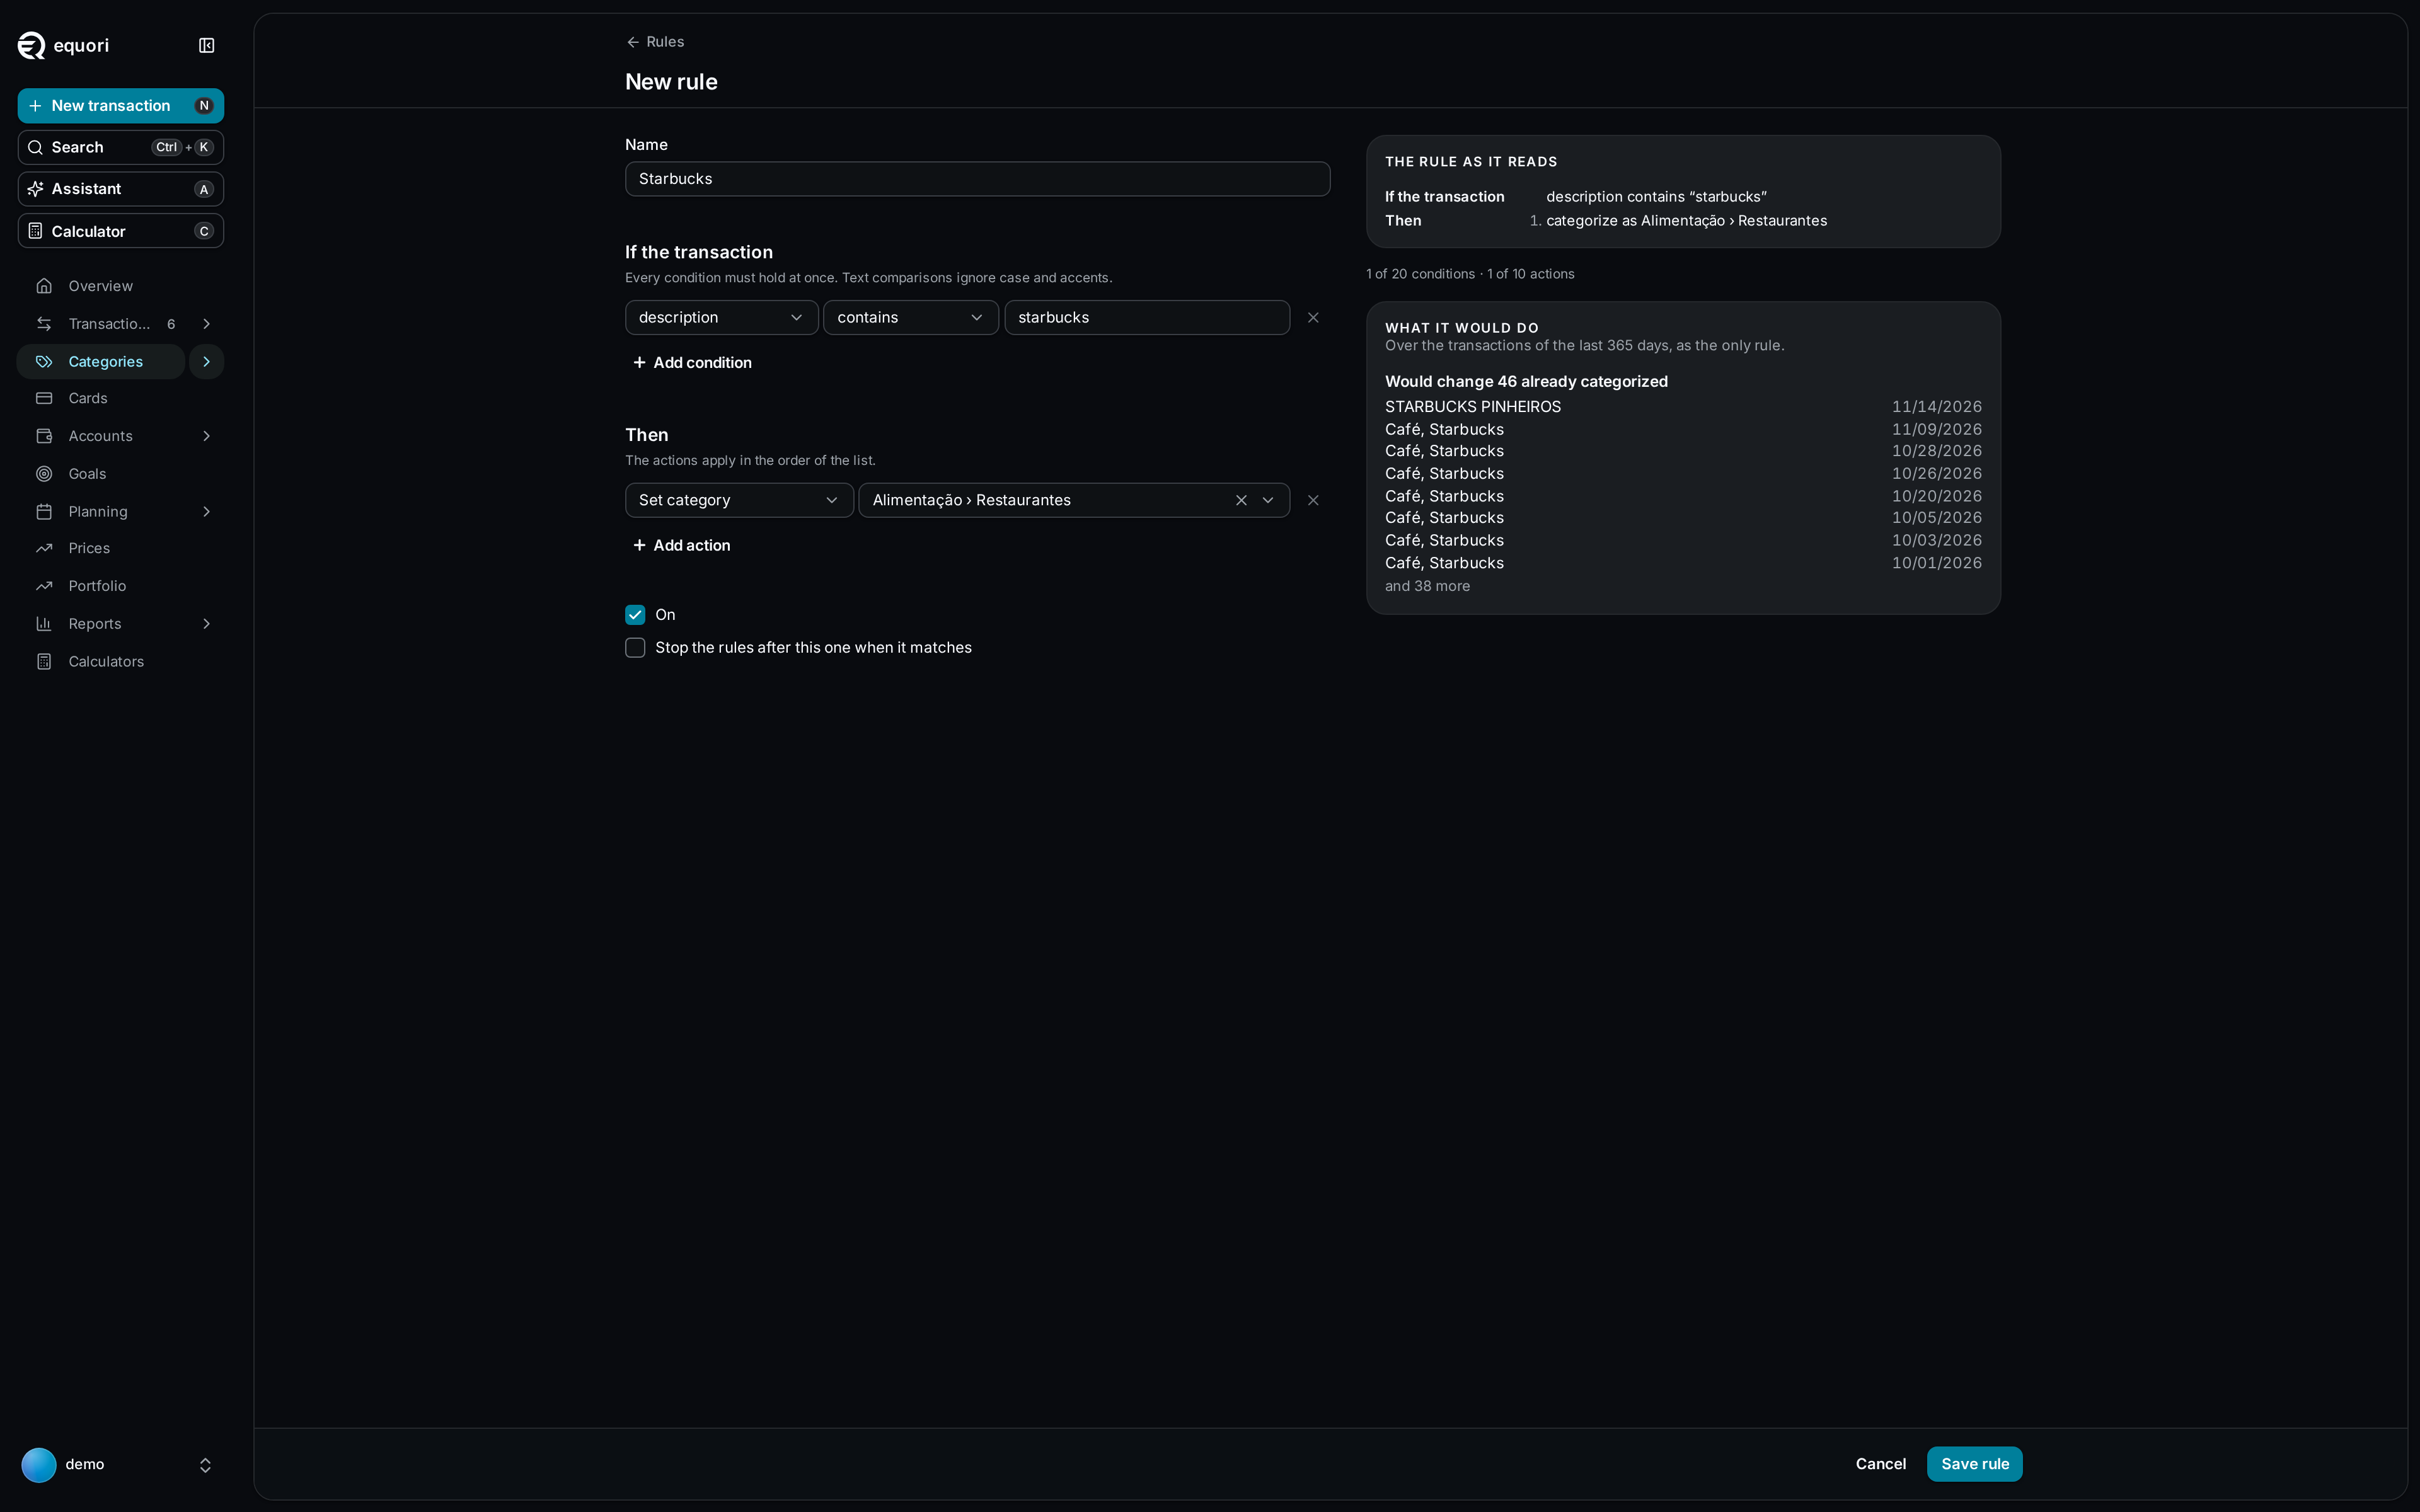 equori
New transaction N
Search Ctrl + K
Assistant A
Calculator C
Overview
Transactio... 6
Categories
Cards
Accounts
Goals
Planning
Prices
Portfolio
Reports
Calculators
demo
Rules
New rule
Name
Starbucks
If the transaction
Every condition must hold at once. Text comparisons ignore case and accents.
description contains starbucks
Add condition
Then
The actions apply in the order of the list.
Set category Alimentação › Restaurantes
Add action
On
Stop the rules after this one when it matches
THE RULE AS IT READS
If the transaction description contains “starbucks”
Then 1. categorize as Alimentação › Restaurantes
1 of 20 conditions · 1 of 10 actions
WHAT IT WOULD DO
Over the transactions of the last 365 days, as the only rule.
Would change 46 already categorized
STARBUCKS PINHEIROS 11/14/2026
Café, Starbucks 11/09/2026
Café, Starbucks 10/28/2026
Café, Starbucks 10/26/2026
Café, Starbucks 10/20/2026
Café, Starbucks 10/05/2026
Café, Starbucks 10/03/2026
Café, Starbucks 10/01/2026
and 38 more
Cancel Save rule